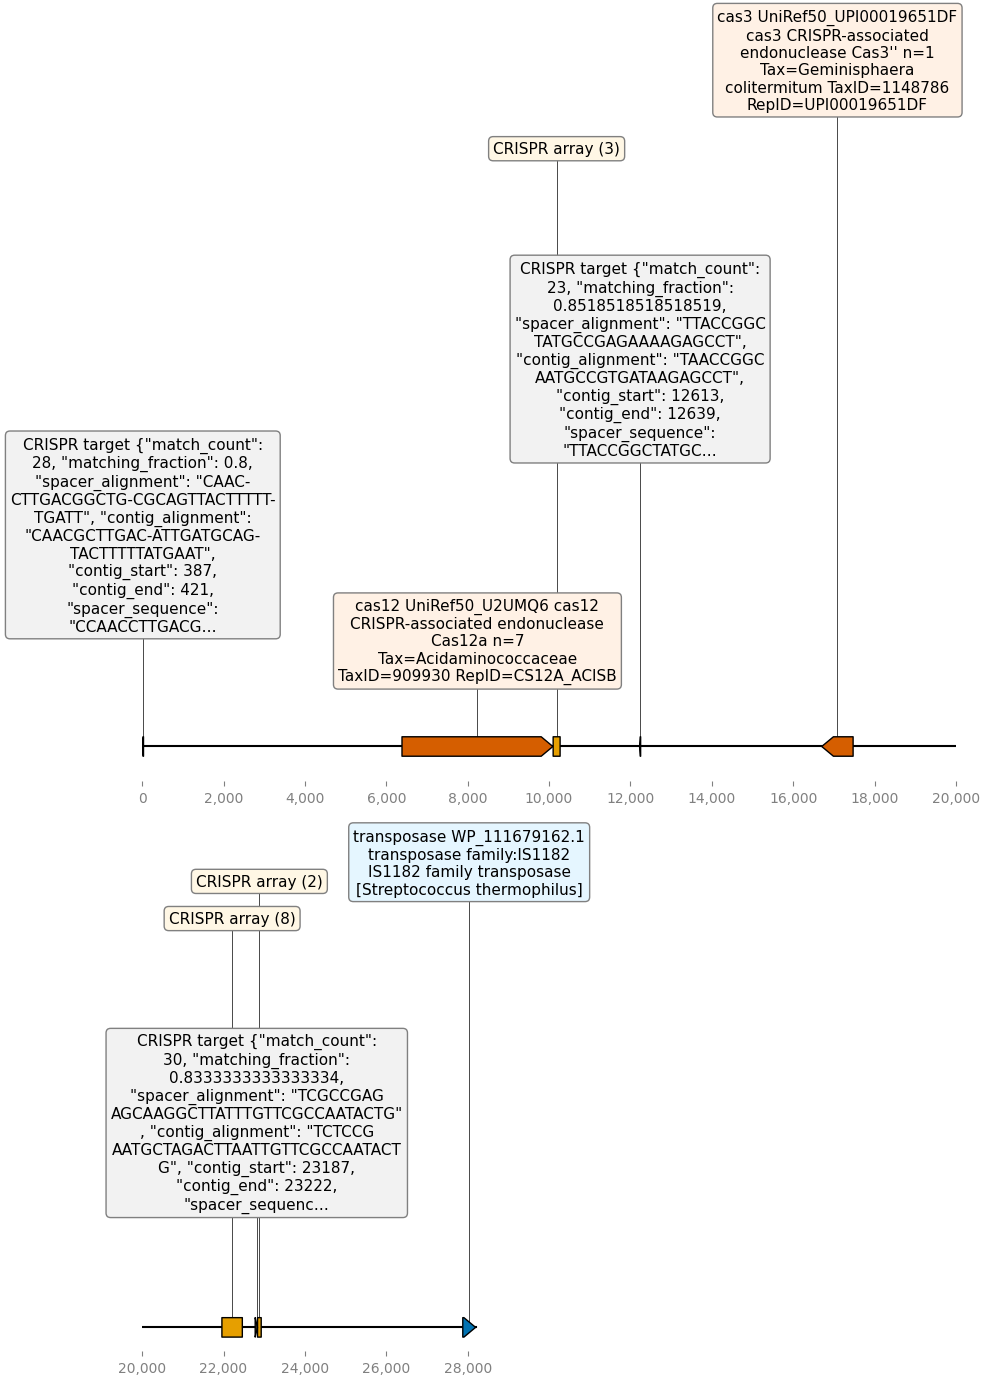 cas3 UniRef50_UPI00019651DF
cas3 CRISPR-associated
endonuclease Cas3'' n=1
Tax=Geminisphaera
colitermitum TaxID=1148786
RepID=UPI00019651DF
CRISPR array (3)
CRISPR target {"match_count":
23, "matching_fraction":
0.8518518518518519,
"spacer_alignment": "TTACCGGC
TATGCCGAGAAAAGAGCCT",
"contig_alignment": "TAACCGGC
AATGCCGTGATAAGAGCCT",
"contig_start": 12613,
"contig_end": 12639,
"spacer_sequence":
"TTACCGGCTATGC...
CRISPR target {"match_count":
28, "matching_fraction": 0.8,
"spacer_alignment": "CAAC-
CTTGACGGCTG-CGCAGTTACTTTTT-
TGATT", "contig_alignment":
"CAACGCTTGAC-ATTGATGCAG-
TACTTTTTATGAAT",
"contig_start": 387,
"contig_end": 421,
"spacer_sequence":
"CCAACCTTGACG...
cas12 UniRef50_U2UMQ6 cas12
CRISPR-associated endonuclease
Cas12a n=7
Tax=Acidaminococcaceae
TaxID=909930 RepID=CS12A_ACISB
0 2,000 4,000 6,000 8,000 10,000 12,000 14,000 16,000 18,000 20,000
transposase WP_111679162.1
transposase family:IS1182
IS1182 family transposase
[Streptococcus thermophilus]
CRISPR array (2)
CRISPR array (8)
CRISPR target {"match_count":
30, "matching_fraction":
0.8333333333333334,
"spacer_alignment": "TCGCCGAG
AGCAAGGCTTATTTGTTCGCCAATACTG"
, "contig_alignment": "TCTCCG
AATGCTAGACTTAATTGTTCGCCAATACT
G", "contig_start": 23187,
"contig_end": 23222,
"spacer_sequenc...
20,000 22,000 24,000 26,000 28,000